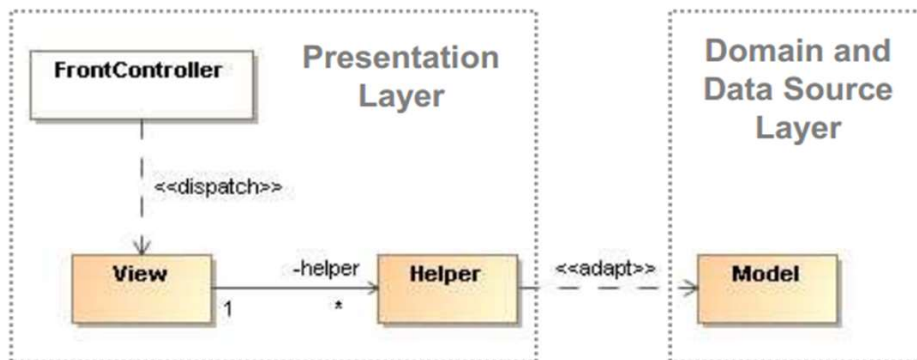 FrontController
Presentation
Layer
Domain and
Data Source
Layer
<<dispatch>>
View
-helper
1
*
Helper
<<adapt>>
Model